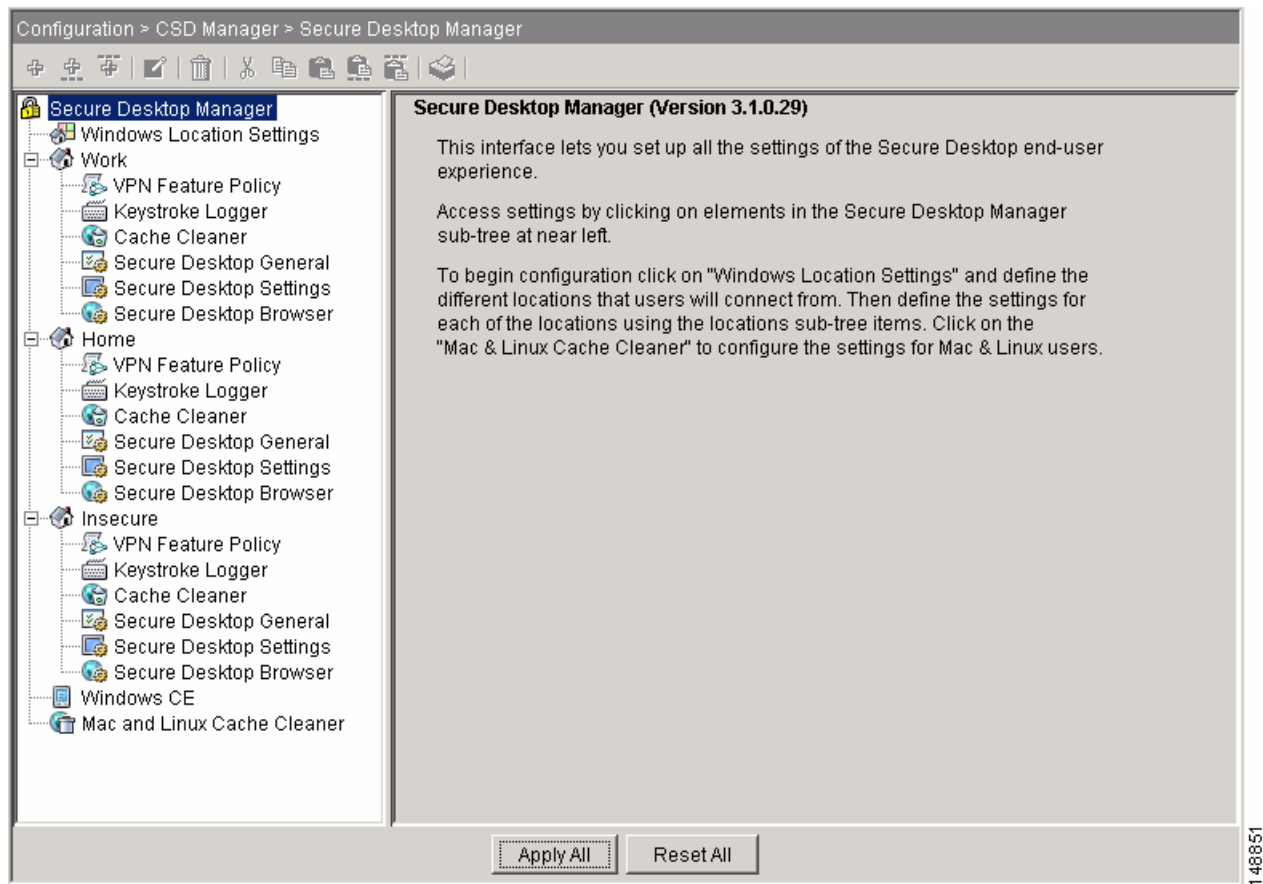 Configuration > CSD Manager > Secure Desktop Manager
Secure Desktop Manager
Windows Location Settings
Work
VPN Feature Policy
Keystroke Logger
Cache Cleaner
Secure Desktop General
Secure Desktop Settings
Secure Desktop Browser
Home
VPN Feature Policy
Keystroke Logger
Cache Cleaner
Secure Desktop General
Secure Desktop Settings
Secure Desktop Browser
Insecure
VPN Feature Policy
Keystroke Logger
Cache Cleaner
Secure Desktop General
Secure Desktop Settings
Secure Desktop Browser
Windows CE
Mac and Linux Cache Cleaner
Secure Desktop Manager (Version 3.1.0.29)
This interface lets you set up all the settings of the Secure Desktop end-user
experience.
Access settings by clicking on elements in the Secure Desktop Manager
sub-tree at near left.
To begin configuration click on "Windows Location Settings" and define the
different locations that users will connect from. Then define the settings for
each of the locations using the locations sub-tree items. Click on the
"Mac & Linux Cache Cleaner" to configure the settings for Mac & Linux users.
Apply All
Reset All
148851